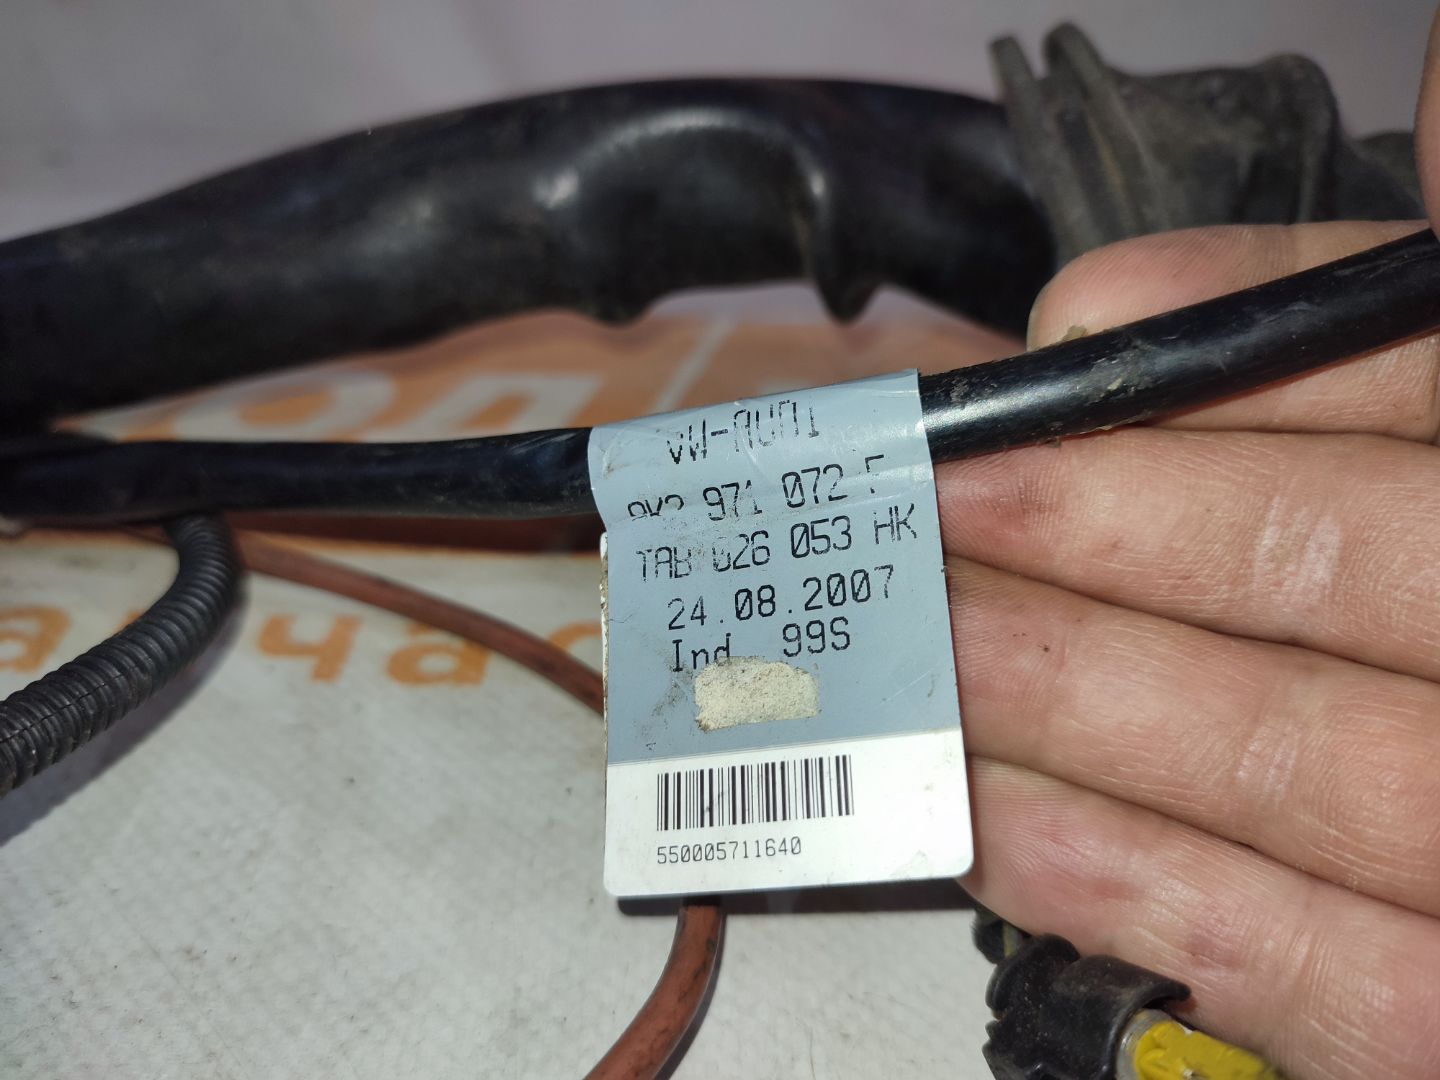 VW-AUDI
971 072 F
TAB 026 053 HK
24.08.2007
Ind 99S
550005711640